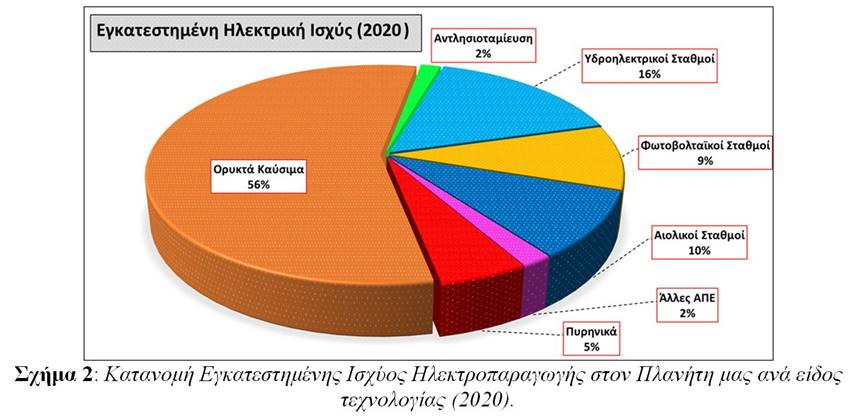 Εγκατεστημένη Ηλεκτρική Ισχύς (2020)
Αντλησιοταμίευση
2%
Υδροηλεκτρικοί Σταθμοί
16%
Φωτοβολταϊκοί Σταθμοί
9%
Ορυκτά Καύσιμα
56%
Αιολικοί Σταθμοί
10%
Άλλες ΑΠΕ
2%
Πυρηνικά
5%
Σχήμα 2: Κατανομή Εγκατεστημένης Ισχύος Ηλεκτροπαραγωγής στον Πλανήτη μας ανά είδος
τεχνολογίας (2020).